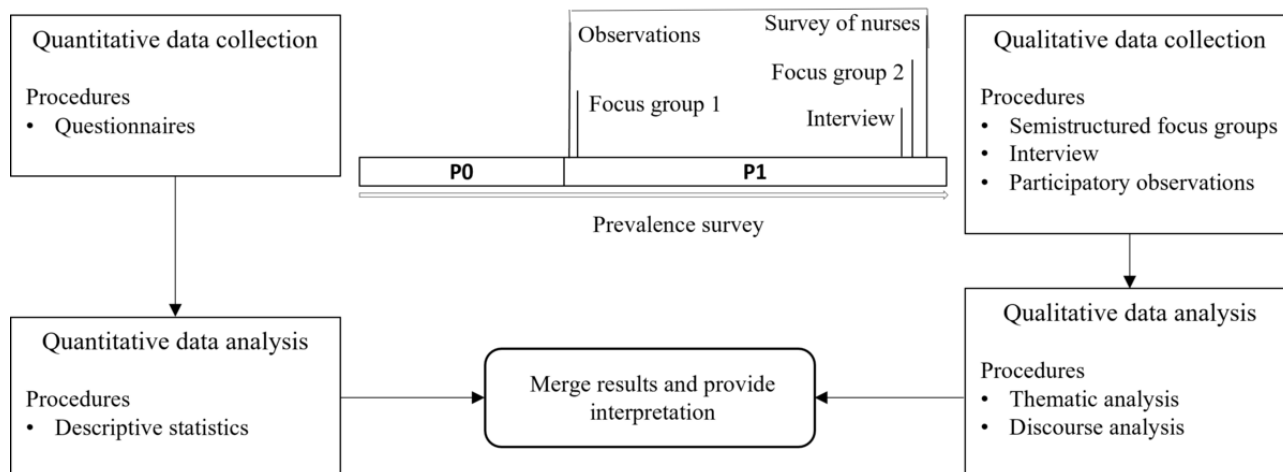 Quantitative data collection
Procedures
• Questionnaires
Observations
Survey of nurses
Focus group 2
Focus group 1
Interview
P0
P1
Prevalence survey
Qualitative data collection
Procedures
• Semistructured focus groups
• Interview
• Participatory observations
Quantitative data analysis
Procedures
• Descriptive statistics
Merge results and provide
interpretation
Qualitative data analysis
Procedures
• Thematic analysis
• Discourse analysis